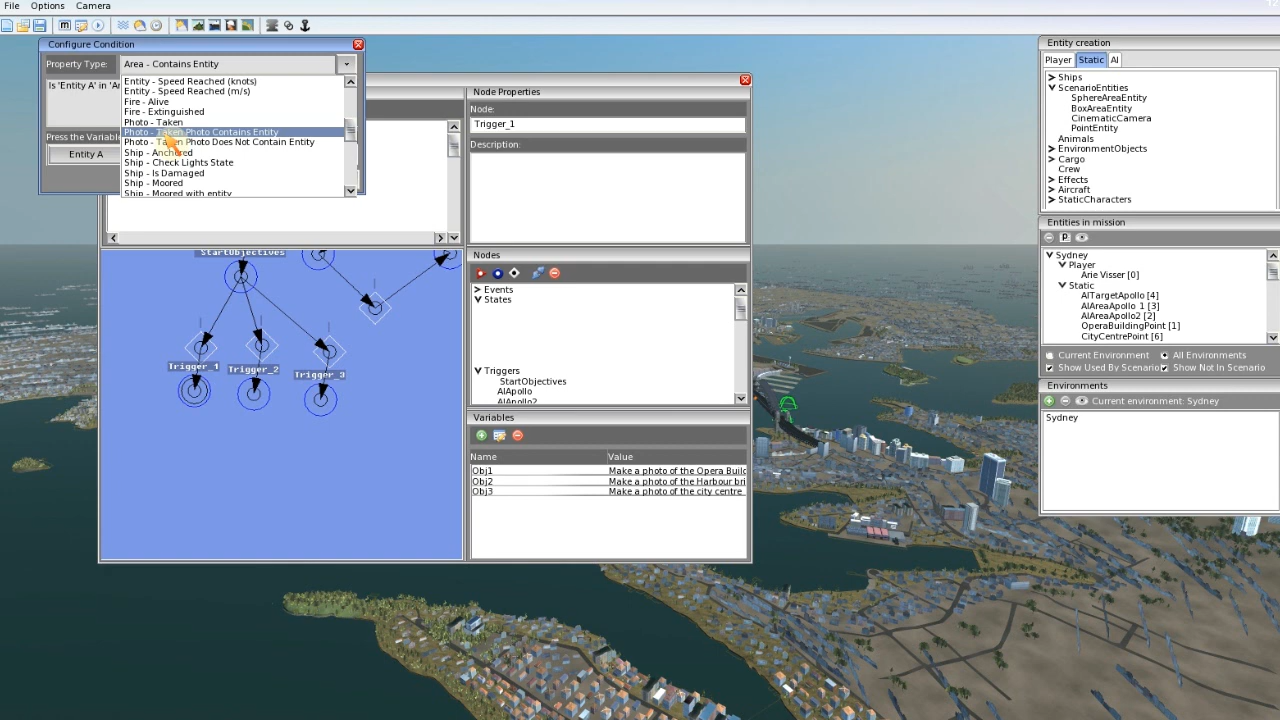 File Options Camera
Configure Condition
Property Type: Area - Contains Entity
Entity - Speed Reached (knots)
Entity - Speed Reached (m/s)
Fire - Alive
Fire - Extinguished
Photo - Taken
Photo - Taken Photo Contains Entity
Photo - Taken Photo Does Not Contain Entity
Ship - Anchored
Ship - Check Lights State
Ship - Is Damaged
Ship - Moored
Ship - Moored with entity
Is 'Entity A' in 'Ar
Press the Variabl
Entity A
Node Properties
Node:
Trigger_1
Description:
StartObjectives
Trigger_1
Trigger_2
Trigger_3
Nodes
Events
States
Triggers
StartObjectives
AIApollo
AIApollo2
Variables
Name Value
Obj1 Make a photo of the Opera Build
Obj2 Make a photo of the Harbour bri
Obj3 Make a photo of the city centre
Entity creation
Player Static AI
Ships
ScenarioEntities
SphereAreaEntity
BoxAreaEntity
CinematicCamera
PointEntity
Animals
EnvironmentObjects
Cargo
Crew
Effects
Aircraft
StaticCharacters
Entities in mission
P
Sydney
Player
Arie Visser [0]
Static
AITargetApollo [4]
AIAreaApollo 1 [3]
AIAreaApollo2 [2]
OperaBuildingPoint [1]
CityCentrePoint [6]
Current Environment All Environments
Show Used By Scenario Show Not In Scenario
Environments
Current environment: Sydney
Sydney